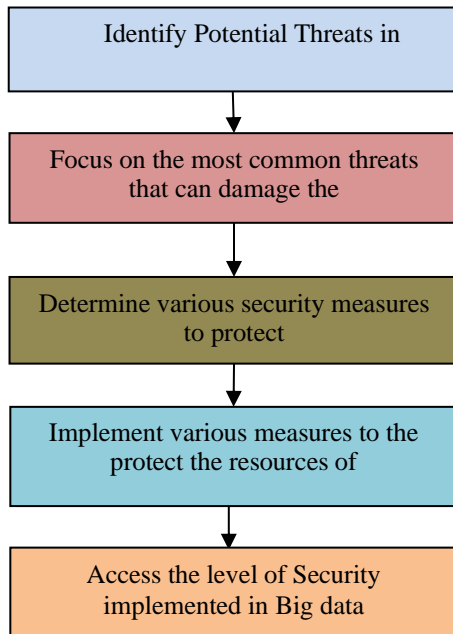 Identify Potential Threats in
Focus on the most common threats
that can damage the
Determine various security measures
to protect
Implement various measures to the
protect the resources of
Access the level of Security
implemented in Big data